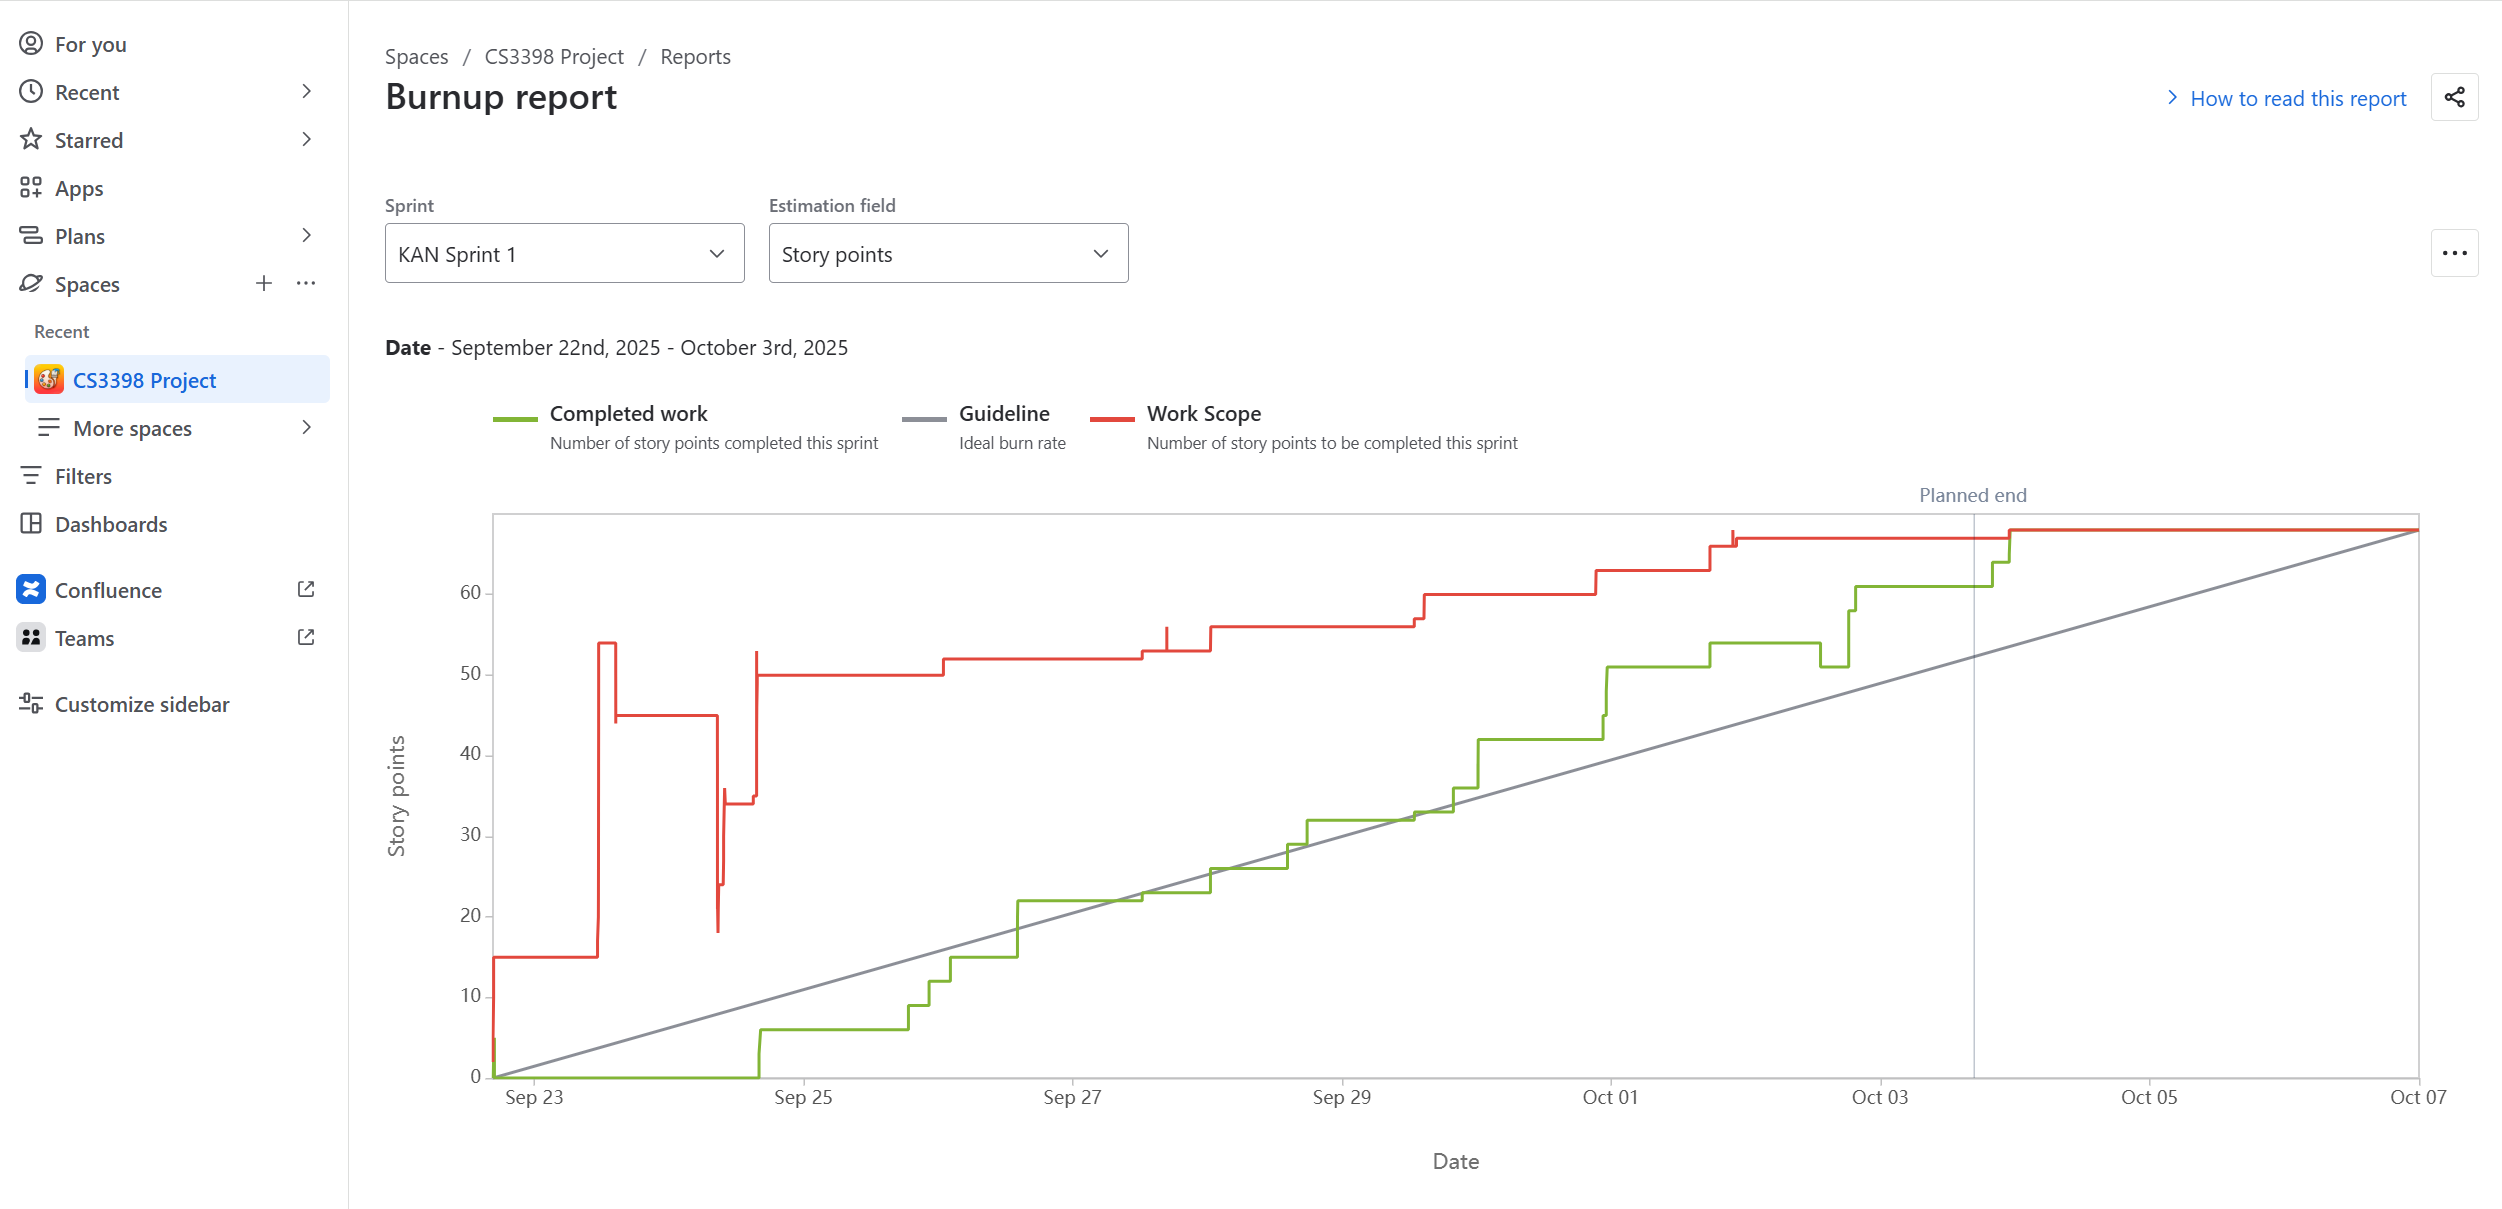 For you
Recent
Starred
Apps
Plans
Spaces
Recent
CS3398 Project
More spaces
Filters
Dashboards
Confluence
Teams
Customize sidebar
Spaces / CS3398 Project / Reports
Burnup report
How to read this report
Sprint
KAN Sprint 1
Estimation field
Story points
Date - September 22nd, 2025 - October 3rd, 2025
Completed work
Number of story points completed this sprint
Guideline
Ideal burn rate
Work Scope
Number of story points to be completed this sprint
Planned end
Story points
60
50
40
30
20
10
0
Sep 23
Sep 25
Sep 27
Sep 29
Oct 01
Oct 03
Oct 05
Oct 07
Date